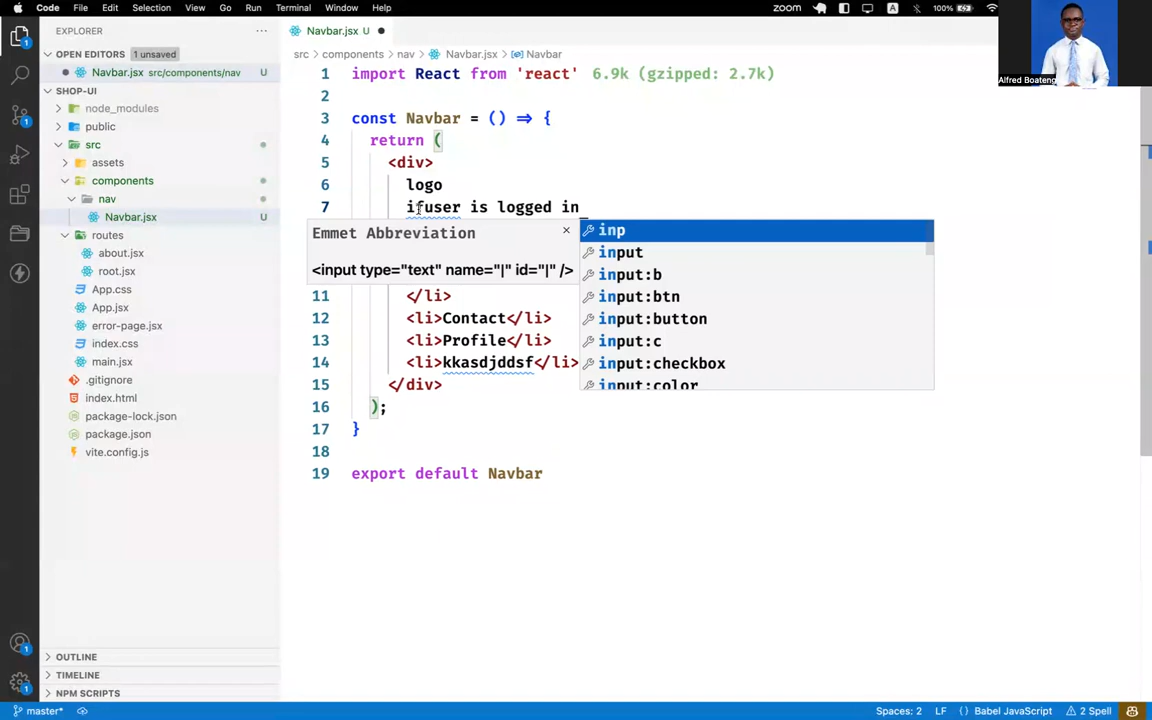 Code File Edit Selection View Go Run Terminal Window Help zoom A 100%
Alfred Boateng
EXPLORER
OPEN EDITORS 1 unsaved
Navbar.jsx src/components/nav U
SHOP-UI
node_modules
public
src
assets
components
nav
Navbar.jsx U
routes
about.jsx
root.jsx
App.css
App.jsx
error-page.jsx
index.css
main.jsx
.gitignore
index.html
package-lock.json
package.json
vite.config.js
OUTLINE
TIMELINE
NPM SCRIPTS
1
1
1
Navbar.jsx U
src components nav Navbar.jsx Navbar
1 import React from 'react' 6.9k (gzipped: 2.7k)
2
3 const Navbar = () => {
4 return (
5 <div>
6 logo
7 ifuser is logged in
Emmet Abbreviation
<input type="text" name="|" id="|" />
inp
input
input:b
input:btn
input:button
input:c
input:checkbox
input:color
11 </li>
12 <li>Contact</li>
13 <li>Profile</li>
14 <li>kkasdjddsf</li>
15 </div>
16 );
17 }
18
19 export default Navbar
master* Spaces: 2 LF {} Babel JavaScript 2 Spell